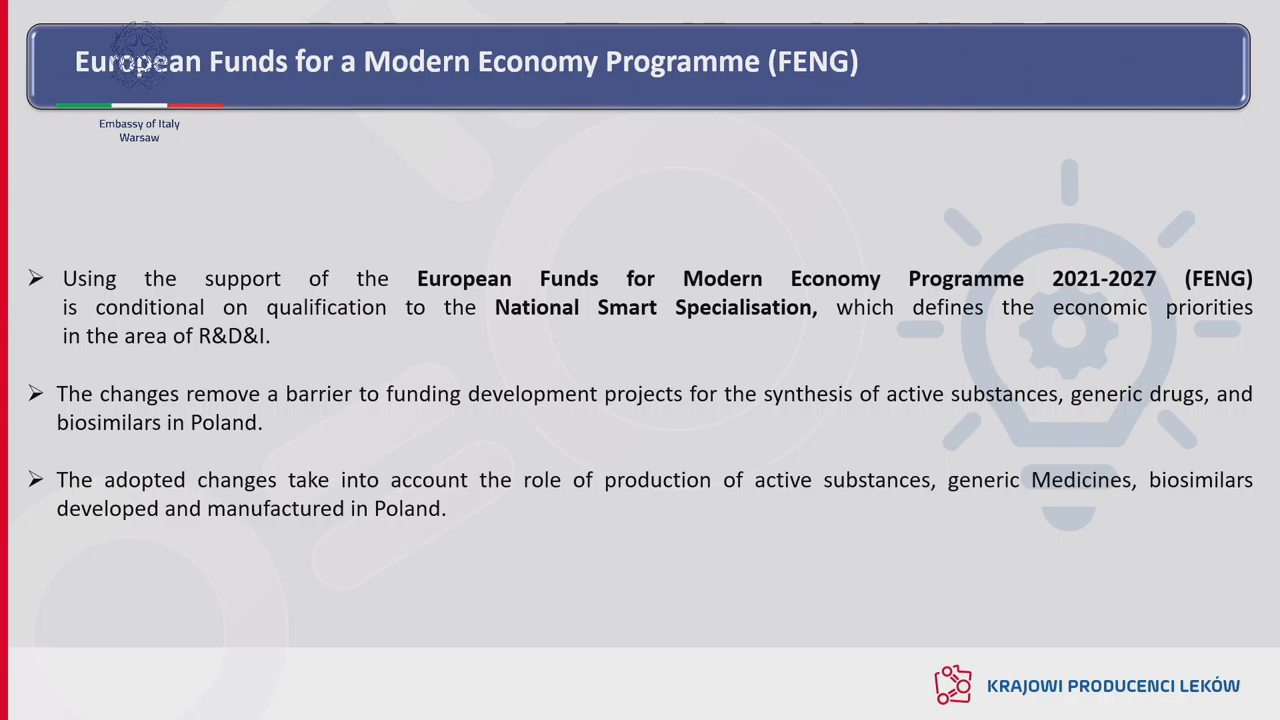 European Funds for a Modern Economy Programme (FENG)
Embassy of Italy
Warsaw
Using the support of the European Funds for Modern Economy Programme 2021-2027 (FENG)
is conditional on qualification to the National Smart Specialisation, which defines the economic priorities
in the area of R&D&I.
The changes remove a barrier to funding development projects for the synthesis of active substances, generic drugs, and
biosimilars in Poland.
The adopted changes take into account the role of production of active substances, generic Medicines, biosimilars
developed and manufactured in Poland.
KRAJOWI PRODUCENCI LEKÓW